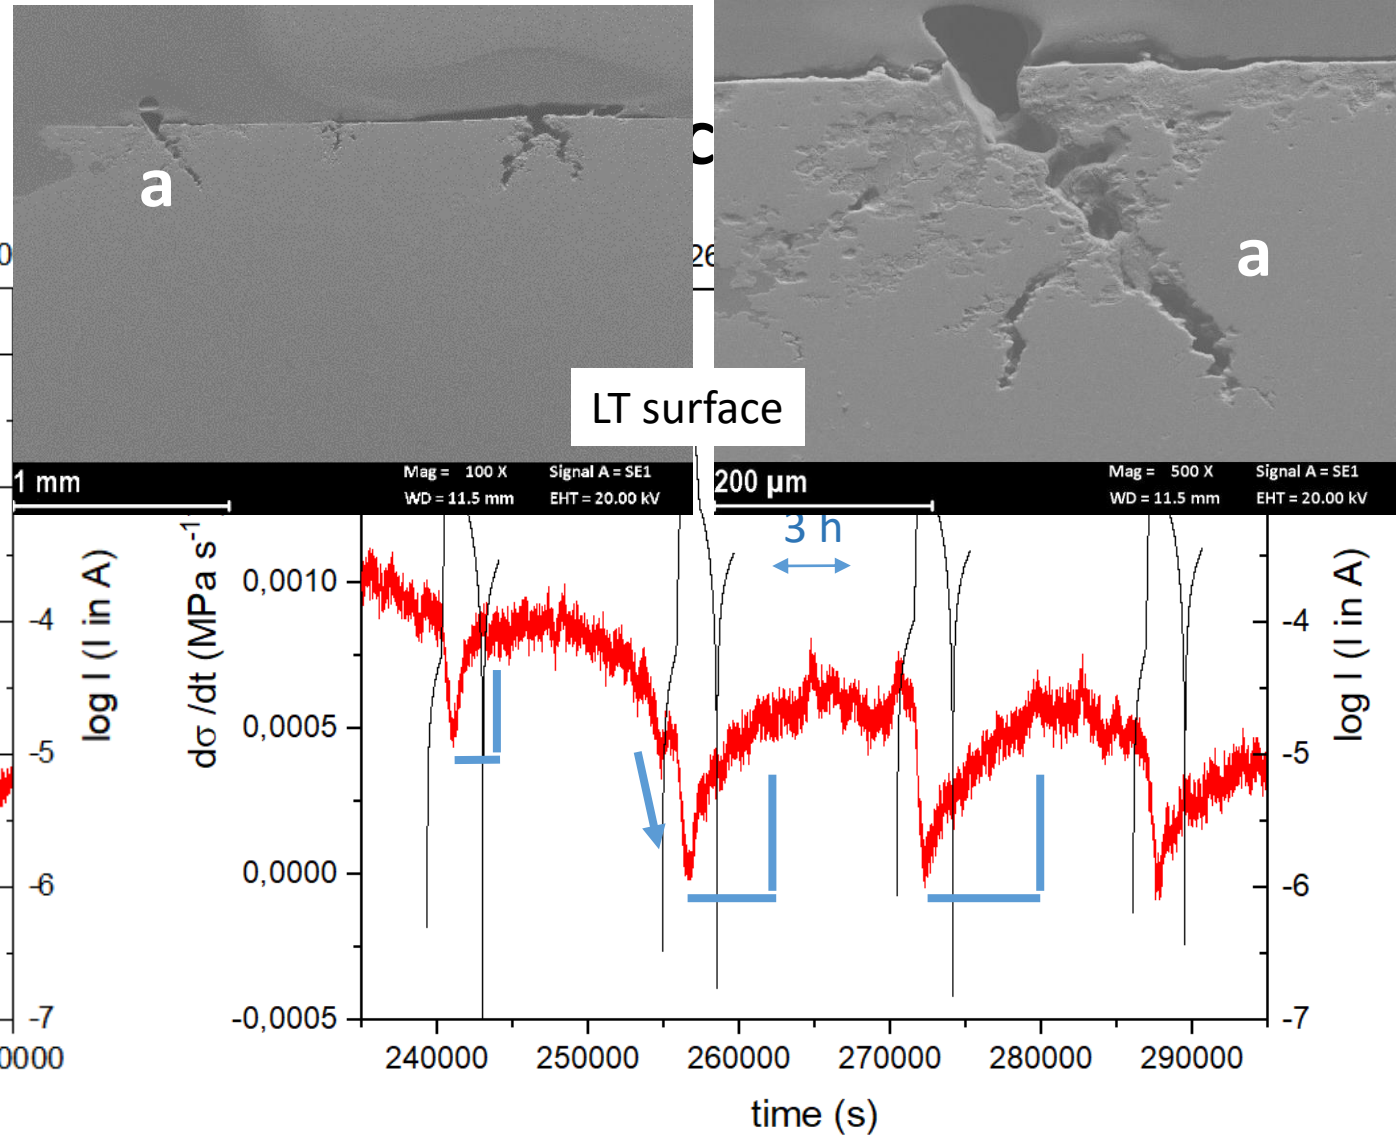 a
a
LT surface
1 mm
Mag = 100 X
Signal A = SE1
WD = 11.5 mm
EHT = 20.00 kV
200 µm
Mag = 500 X
Signal A = SE1
WD = 11.5 mm
EHT = 20.00 kV
3 h
log I (I in A)
-4
-5
-6
-7
dσ /dt (MPa s⁻¹
0,0010
0,0005
0,0000
-0,0005
-4
-5
-6
-7
log I (I in A)
0000
240000
250000
260000
270000
280000
290000
time (s)